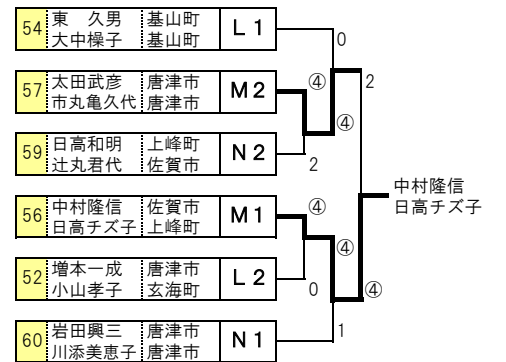 54 東　久男 基山町 L1
大中橾子 基山町
0
57 太田武彦 唐津市 M2 ④ 2
市丸亀久代 唐津市
④
59 日高和明 上峰町 N2
辻丸君代 佐賀市 2
中村隆信
日高チズ子
56 中村隆信 佐賀市 M1 ④
日高チズ子 上峰町
④
52 増本一成 唐津市 L2
小山孝子 玄海町 0 ④
60 岩田興三 唐津市 N1 1
川添美恵子 唐津市